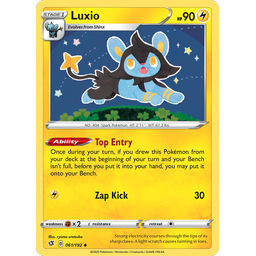 STAGE 1
Luxio
HP 90
Evolves from Shinx
NO. 404 Spark Pokémon HT: 2'11" WT: 67.2 lbs.
Ability Top Entry
Once during your turn, if you drew this Pokémon from
your deck at the beginning of your turn and your Bench
isn't full, before you put it into your hand, you may put
it onto your Bench.
Zap Kick 30
weakness ×2 resistance retreat
061/192
Strong electricity courses through the tips of its
sharp claws. A light scratch causes fainting in foes.